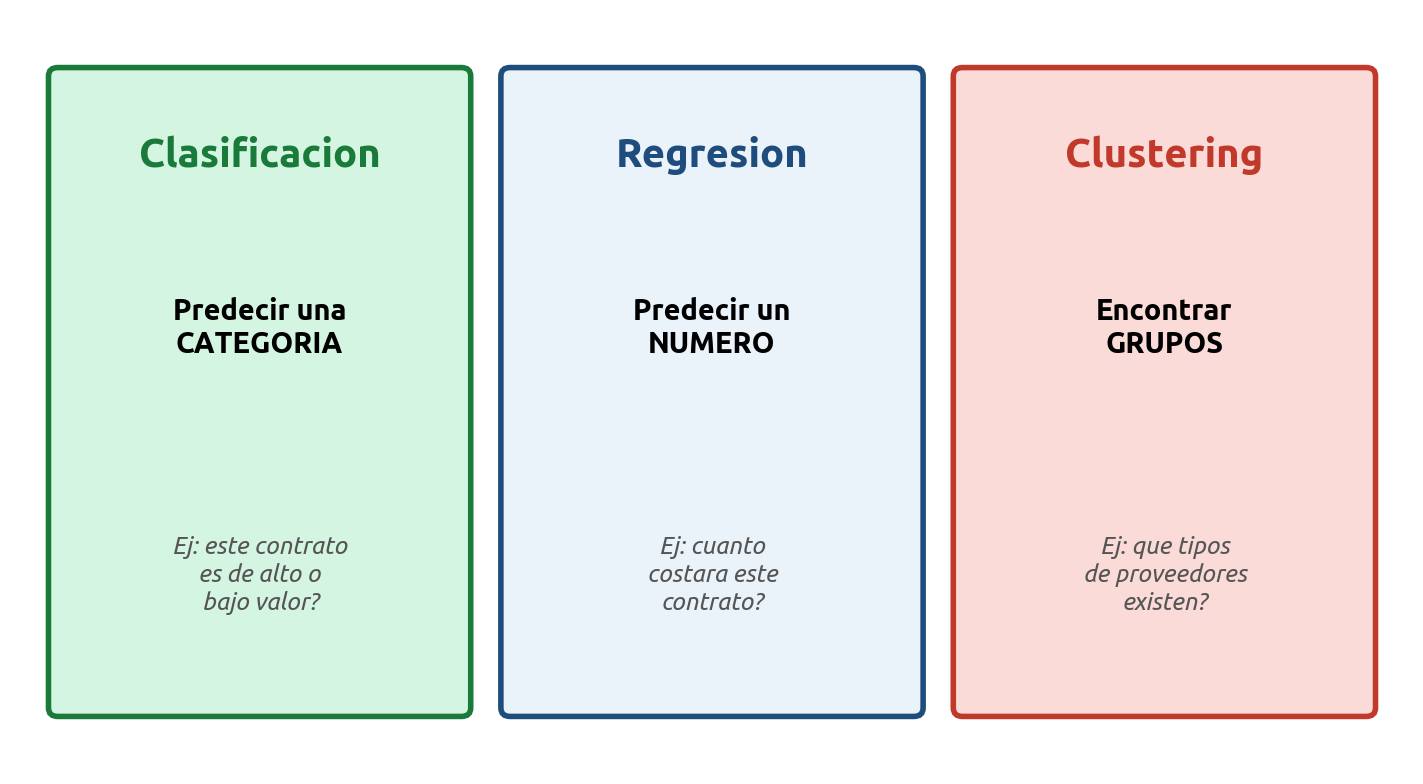 Clasificacion
Predecir una
CATEGORIA
Ej: este contrato
es de alto o
bajo valor?
Regresion
Predecir un
NUMERO
Ej: cuanto
costara este
contrato?
Clustering
Encontrar
GRUPOS
Ej: que tipos
de proveedores
existen?